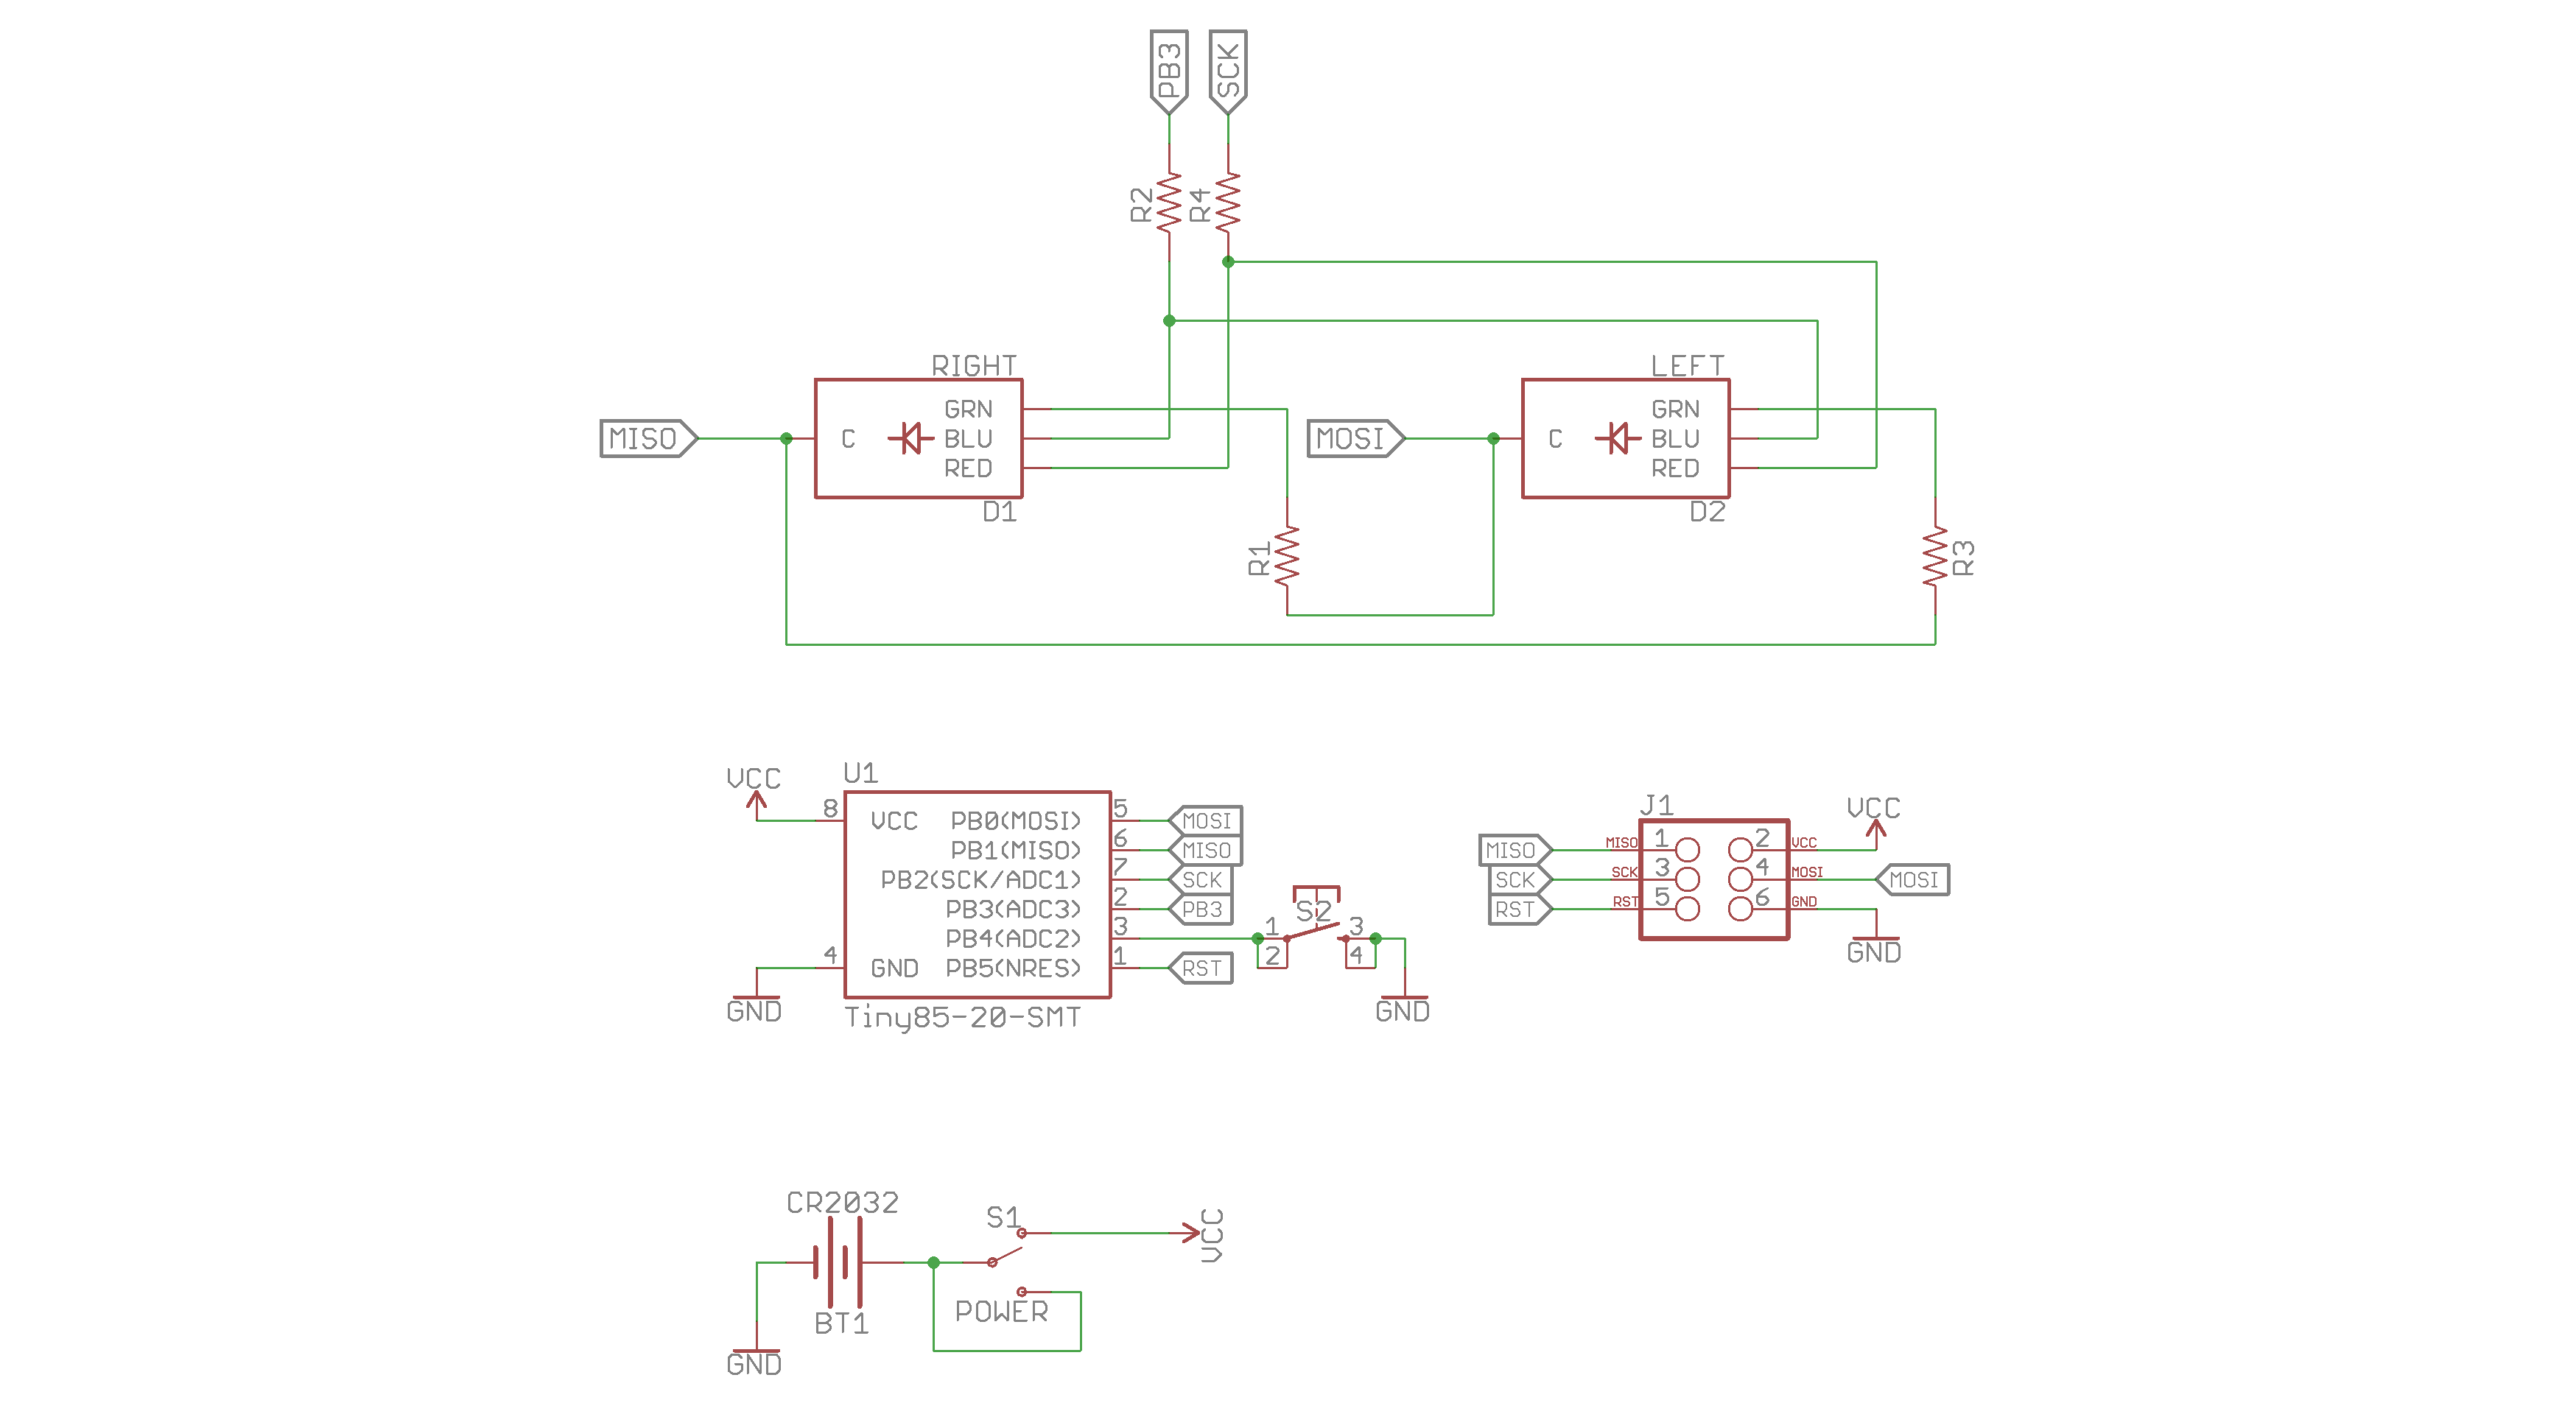 PB3
SCK
R2
R4
RIGHT
LEFT
MISO
C
GRN
BLU
RED
D1
MOSI
C
GRN
BLU
RED
D2
R1
R3
VCC
U1
8
VCC
PB0(MOSI)
5
MOSI
PB1(MISO)
6
MISO
PB2(SCK/ADC1)
7
SCK
PB3(ADC3)
2
PB3
PB4(ADC2)
3
4
GND
PB5(NRES)
1
RST
GND
Tiny85-20-SMT
S2
1
2
3
4
GND
J1
VCC
MISO
MISO
1
2
VCC
SCK
SCK
3
4
MOSI
MOSI
RST
RST
5
6
GND
GND
CR2032
BT1
GND
S1
POWER
VCC